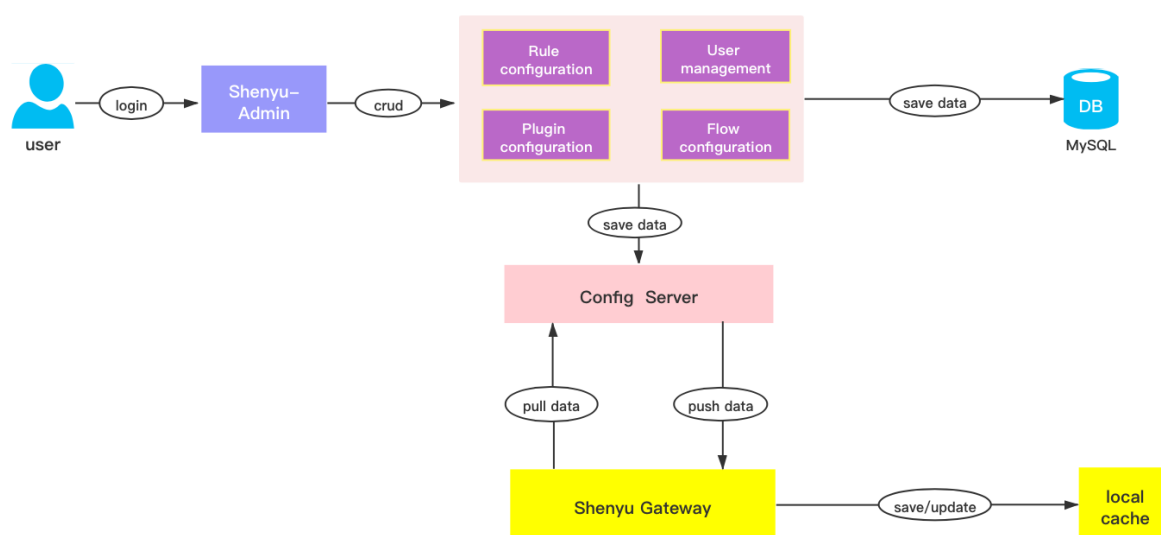 login
user
Shenyu-
Admin
crud
Rule
configuration
User
management
Plugin
configuration
Flow
configuration
save data
DB
MySQL
save data
Config Server
pull data
push data
Shenyu Gateway
save/update
local
cache